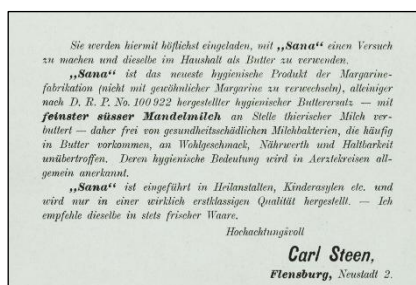 Sie werden hiermit höflichst eingeladen, mit „Sana“ einen Versuch
zu machen und dieselbe im Haushalt als Butter zu verwenden.
„Sana“ ist das neueste hygienische Produkt der Margarine-
fabrikation (nicht mit gewöhnlicher Margarine zu verwechseln), alleiniger
nach D. R. P. No. 100922 hergestellter hygienischer Butterersatz — mit
feinster süsser Mandelmilch an Stelle thierischer Milch ver-
buttert — daher frei von gesundheitsschädlichen Milchbakterien, die häufig
in Butter vorkommen, an Wohlgeschmack, Nährwerth und Haltbarkeit
unübertroffen. Deren hygienische Bedeutung wird in Aerztekreisen all-
gemein anerkannt.
„Sana“ ist eingeführt in Heilanstalten, Kinderasylen etc. und
wird nur in einer wirklich erstklassigen Qualität hergestellt. — Ich
empfehle dieselbe in stets frischer Waare.
Hochachtungsvoll
Carl Steen,
Flensburg, Neustadt 2.